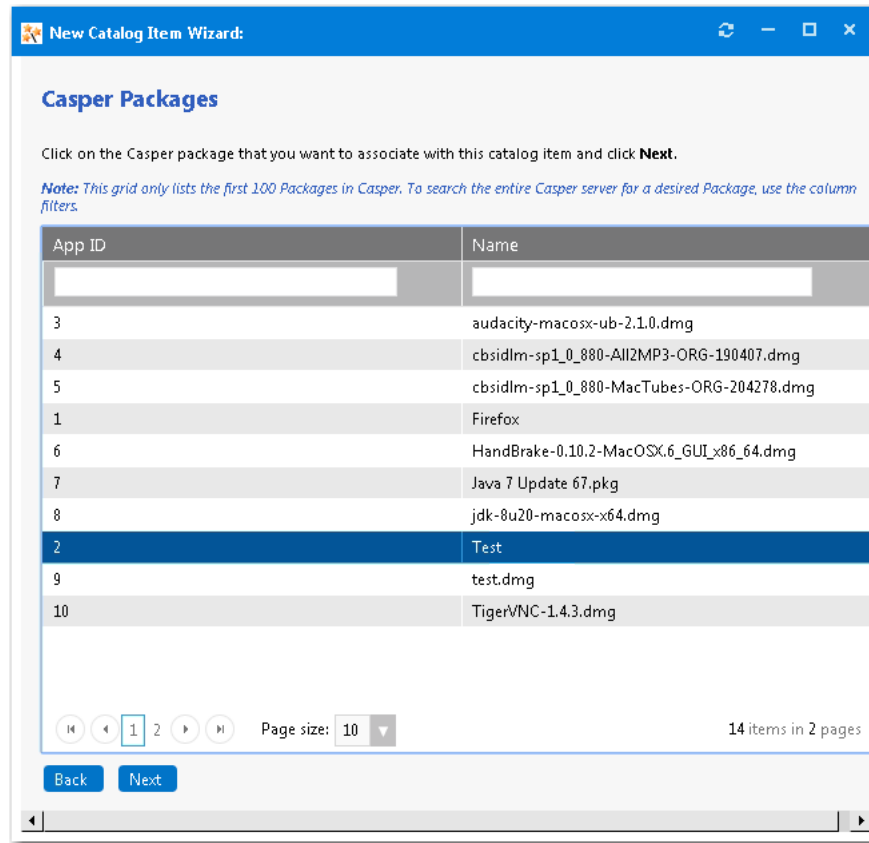 New Catalog Item Wizard:
Casper Packages
Click on the Casper package that you want to associate with this catalog item and click Next.
Note: This grid only lists the first 100 Packages in Casper. To search the entire Casper server for a desired Package, use the column
filters.
App ID Name
3 audacity-macosx-ub-2.1.0.dmg
4 cbsidlm-sp1_0_880-All2MP3-ORG-190407.dmg
5 cbsidlm-sp1_0_880-MacTubes-ORG-204278.dmg
1 Firefox
6 HandBrake-0.10.2-MacOSX.6_GUI_x86_64.dmg
7 Java 7 Update 67.pkg
8 jdk-8u20-macosx-x64.dmg
2 Test
9 test.dmg
10 TigerVNC-1.4.3.dmg
1 2 Page size: 10 14 items in 2 pages
Back Next